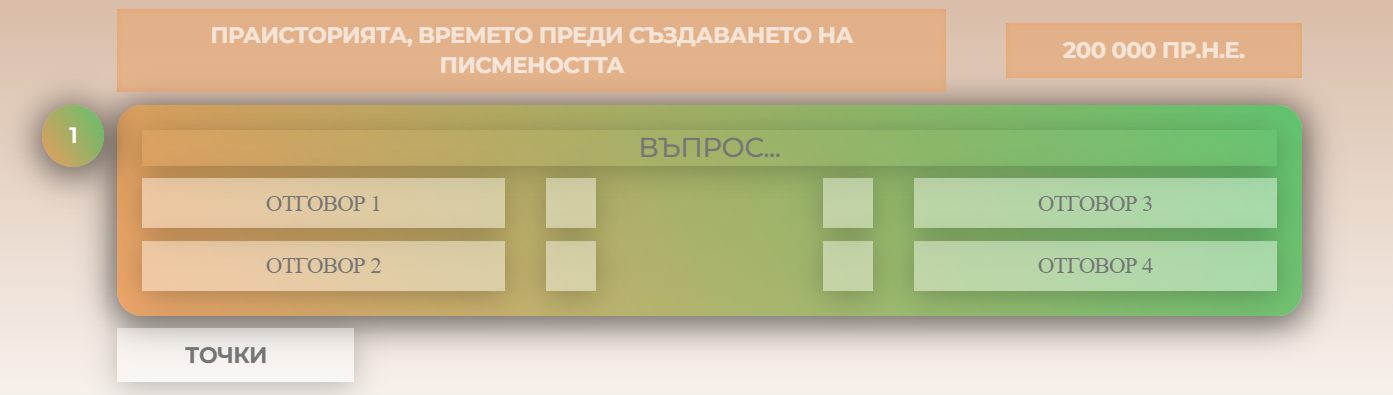 ПРАИСТОРИЯТА, ВРЕМЕТО ПРЕДИ СЪЗДАВАНЕТО НА
ПИСМЕНОСТТА
200 000 ПР.Н.Е.
1
ВЪПРОС...
ОТГОВОР 1
ОТГОВОР 3
ОТГОВОР 2
ОТГОВОР 4
ТОЧКИ